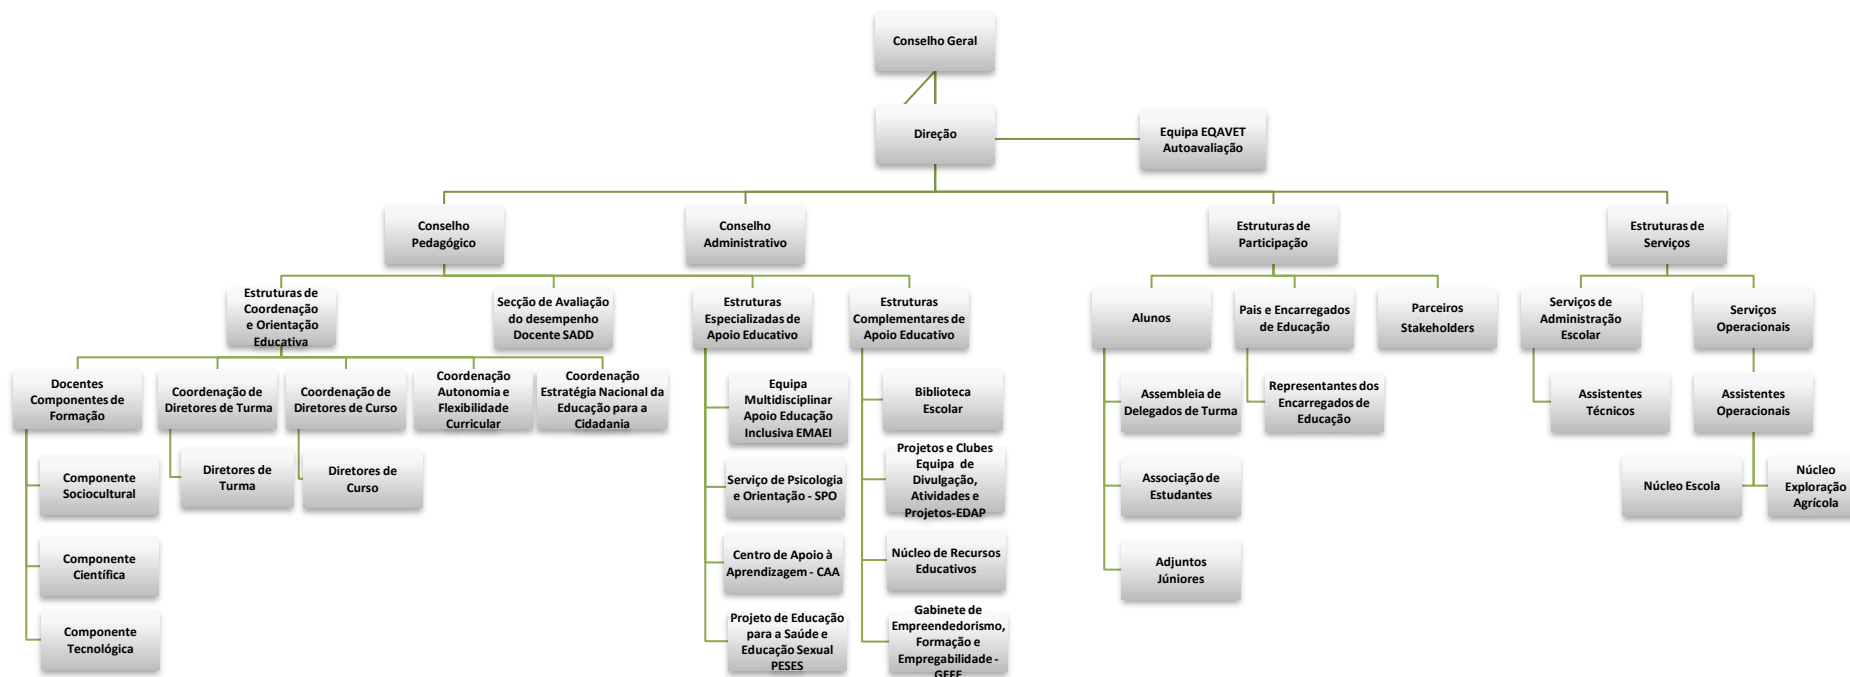 Conselho Geral
Direção
Equipa EQAVET
Autoavaliação
Conselho
Pedagógico
Conselho
Administrativo
Estruturas de
Participação
Estruturas de
Serviços
Estruturas de
Coordenação
e Orientação
Educativa
Secção de Avaliação
do desempenho
Docente SADD
Estruturas
Especializadas de
Apoio Educativo
Estruturas
Complementares de
Apoio Educativo
Alunos
Pais e Encarregados
de Educação
Parceiros
Stakeholders
Serviços de
Administração
Escolar
Serviços
Operacionais
Docentes
Componentes de
Formação
Coordenação de
Diretores de Turma
Coordenação de
Diretores de Curso
Coordenação
Autonomia e
Flexibilidade
Curricular
Coordenação
Estratégia Nacional da
Educação para a
Cidadania
Equipa
Multidisciplinar
Apoio Educação
Inclusiva EMAEI
Biblioteca
Escolar
Assembleia de
Delegados de Turma
Representantes dos
Encarregados de
Educação
Assistentes
Técnicos
Assistentes
Operacionais
Componente
Sociocultural
Diretores de
Turma
Diretores de
Curso
Serviço de Psicologia
e Orientação - SPO
Projetos e Clubes
Equipa de
Divulgação,
Atividades e
Projetos-EDAP
Associação de
Estudantes
Núcleo Escola
Núcleo
Exploração
Agrícola
Componente
Científica
Centro de Apoio à
Aprendizagem - CAA
Núcleo de Recursos
Educativos
Adjuntos
Júniores
Componente
Tecnológica
Projeto de Educação
para a Saúde e
Educação Sexual
PESES
Gabinete de
Empreendedorismo,
Formação e
Empregabilidade -